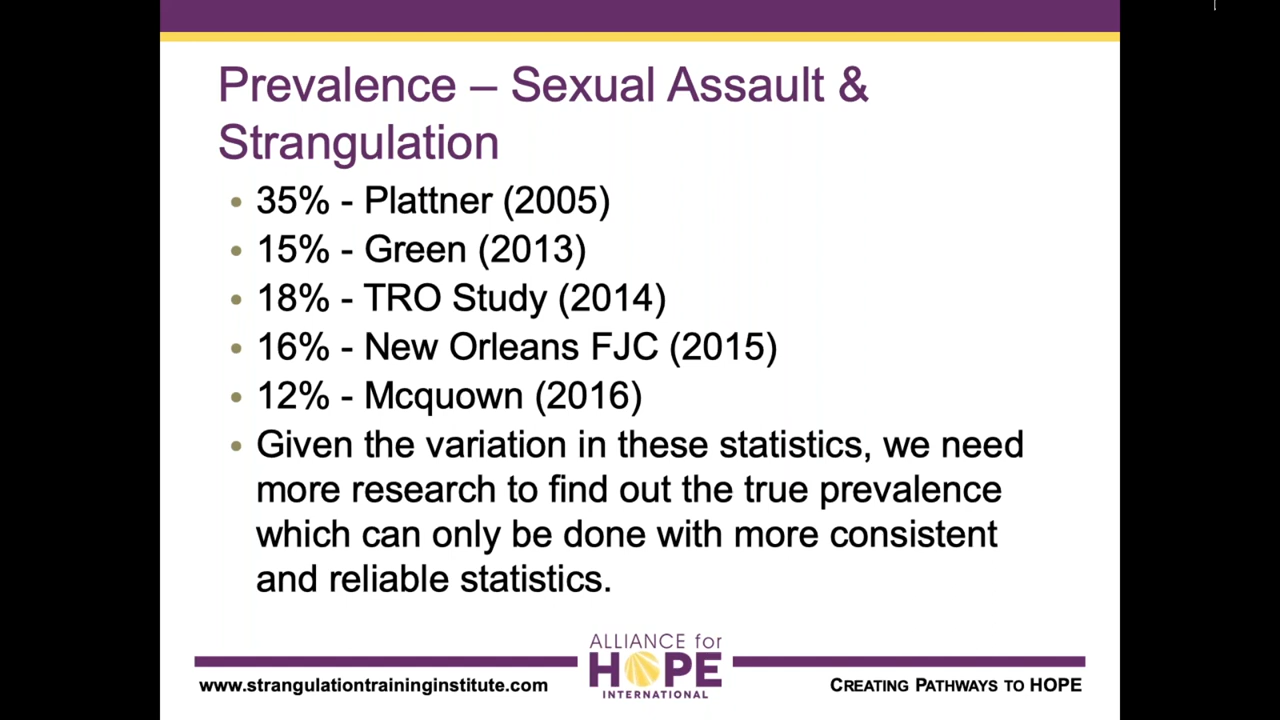 Prevalence – Sexual Assault &
Strangulation
• 35% - Plattner (2005)
• 15% - Green (2013)
• 18% - TRO Study (2014)
• 16% - New Orleans FJC (2015)
• 12% - Mcquown (2016)
• Given the variation in these statistics, we need
more research to find out the true prevalence
which can only be done with more consistent
and reliable statistics.
ALLIANCE for
HOPE
INTERNATIONAL
www.strangulationtraininginstitute.com
CREATING PATHWAYS TO HOPE